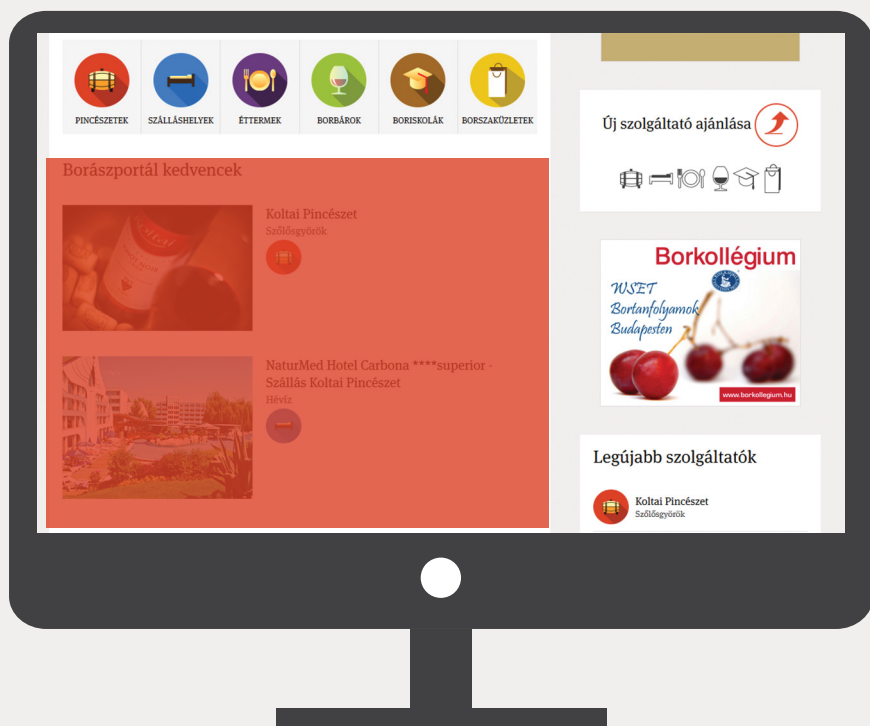 PINCÉSZETEK
SZÁLLÁSHELYEK
ÉTTERMEK
BORBÁROK
BORISKOLÁK
BORSZAKÜZLETEK
Borászportál kedvencek
Koltai Pincészet
Szőlősgyörök
NaturMed Hotel Carbona ****superior -
Szállás Koltai Pincészet
Hévíz
Új szolgáltató ajánlása
Borkollégium
WSET
Bortanfolyamok
Budapesten
www.borkollegium.hu
Legújabb szolgáltatók
Koltai Pincészet
Szőlősgyörök